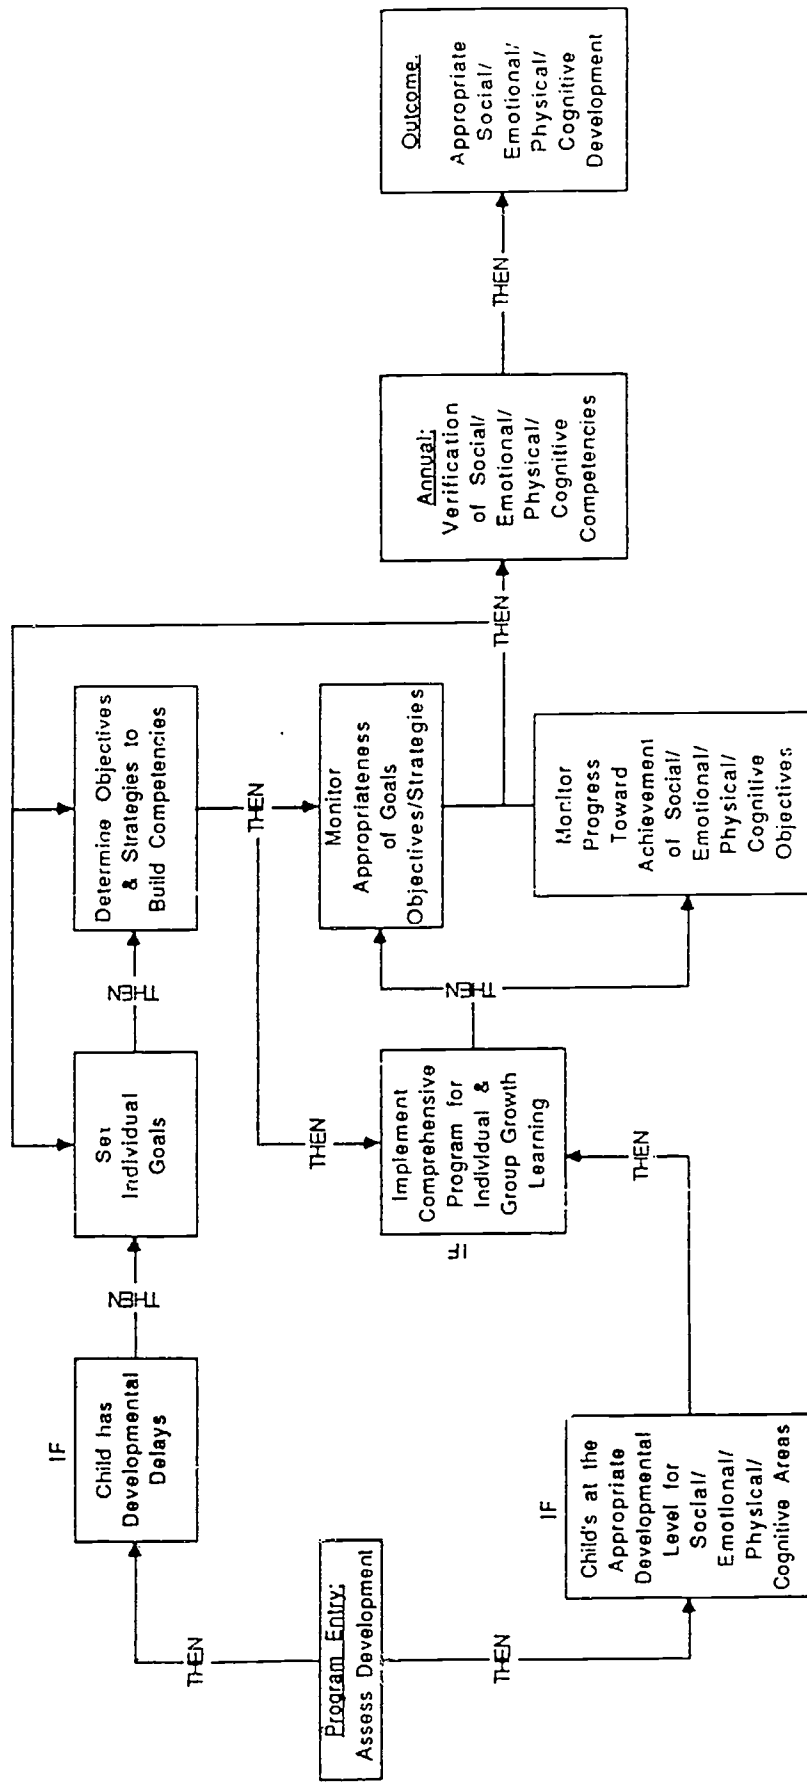 Program Entry:
Assess Development
THEN
THEN
IF
Child has
Developmental
Delays
THEN
Set
Individual
Goals
THEN
Determine Objectives
& Strategies to
Build Competencies
THEN
IF
Child's at the
Appropriate
Developmental
Level for
Social/
Emotional/
Physical/
Cognitive Areas
THEN
THEN
IF
Implement
Comprehensive
Program for
Individual &
Group Growth
Learning
THEN
Monitor
Appropriateness
of Goals
Objectives/Strategies
Monitor
Progress
Toward
Achievement
of Social/
Emotional/
Physical/
Cognitive
Objectives
THEN
Annual:
Verification
of Social/
Emotional/
Physical/
Cognitive
Competencies
THEN
Outcome.
Appropriate
Social/
Emotional/
Physical/
Cognitive
Development